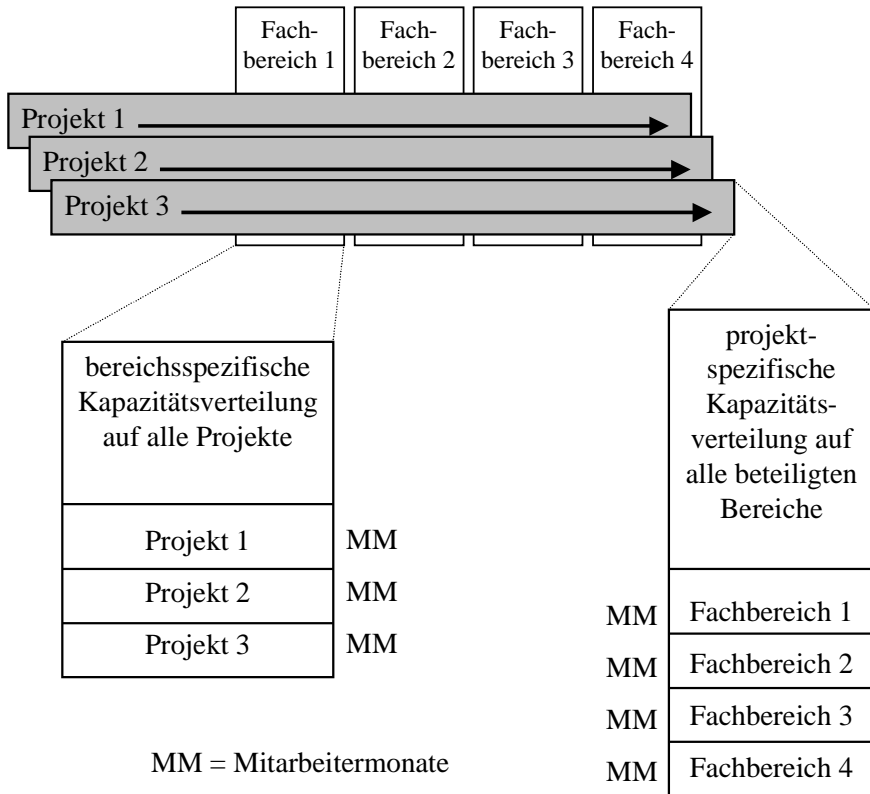 Fach-
bereich 1
Fach-
bereich 2
Fach-
bereich 3
Fach-
bereich 4
Projekt 1
Projekt 2
Projekt 3
bereichsspezifische
Kapazitätsverteilung
auf alle Projekte
Projekt 1 MM
Projekt 2 MM
Projekt 3 MM
projekt-
spezifische
Kapazitäts-
verteilung auf
alle beteiligten
Bereiche
MM Fachbereich 1
MM Fachbereich 2
MM Fachbereich 3
MM Fachbereich 4
MM = Mitarbeitermonate